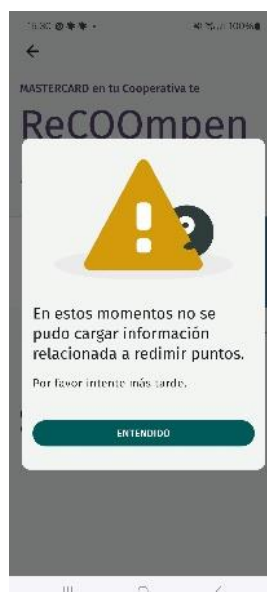 100%
MASTERCARD en tu Cooperativa te
ReCOOmpen
En estos momentos no se
pudo cargar información
relacionada a redimir puntos.
Por favor intente más tarde.
ENTENDIDO